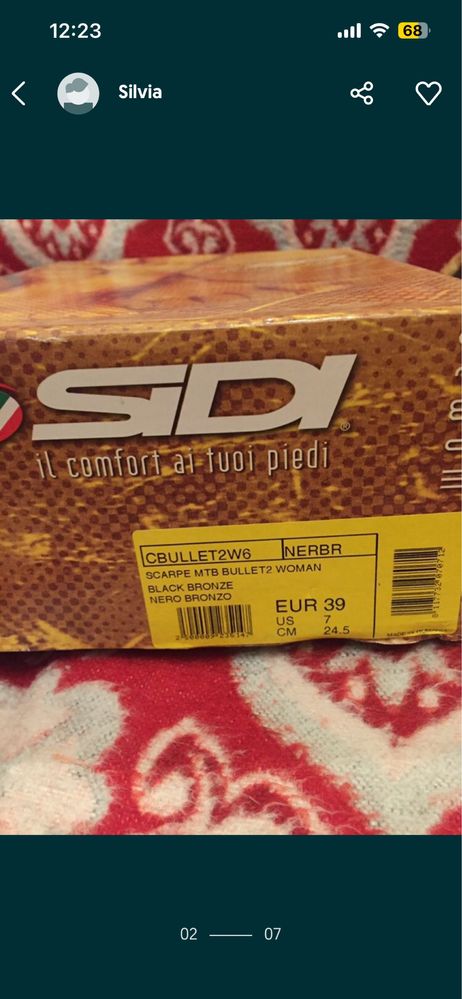 12:23
68
Silvia
SiDI®
il comfort ai tuoi piedi
CBULLET2W6 NERBR
SCARPE MTB BULLET2 WOMAN
BLACK BRONZE
NERO BRONZO
EUR 39
US 7
CM 24.5
02 07